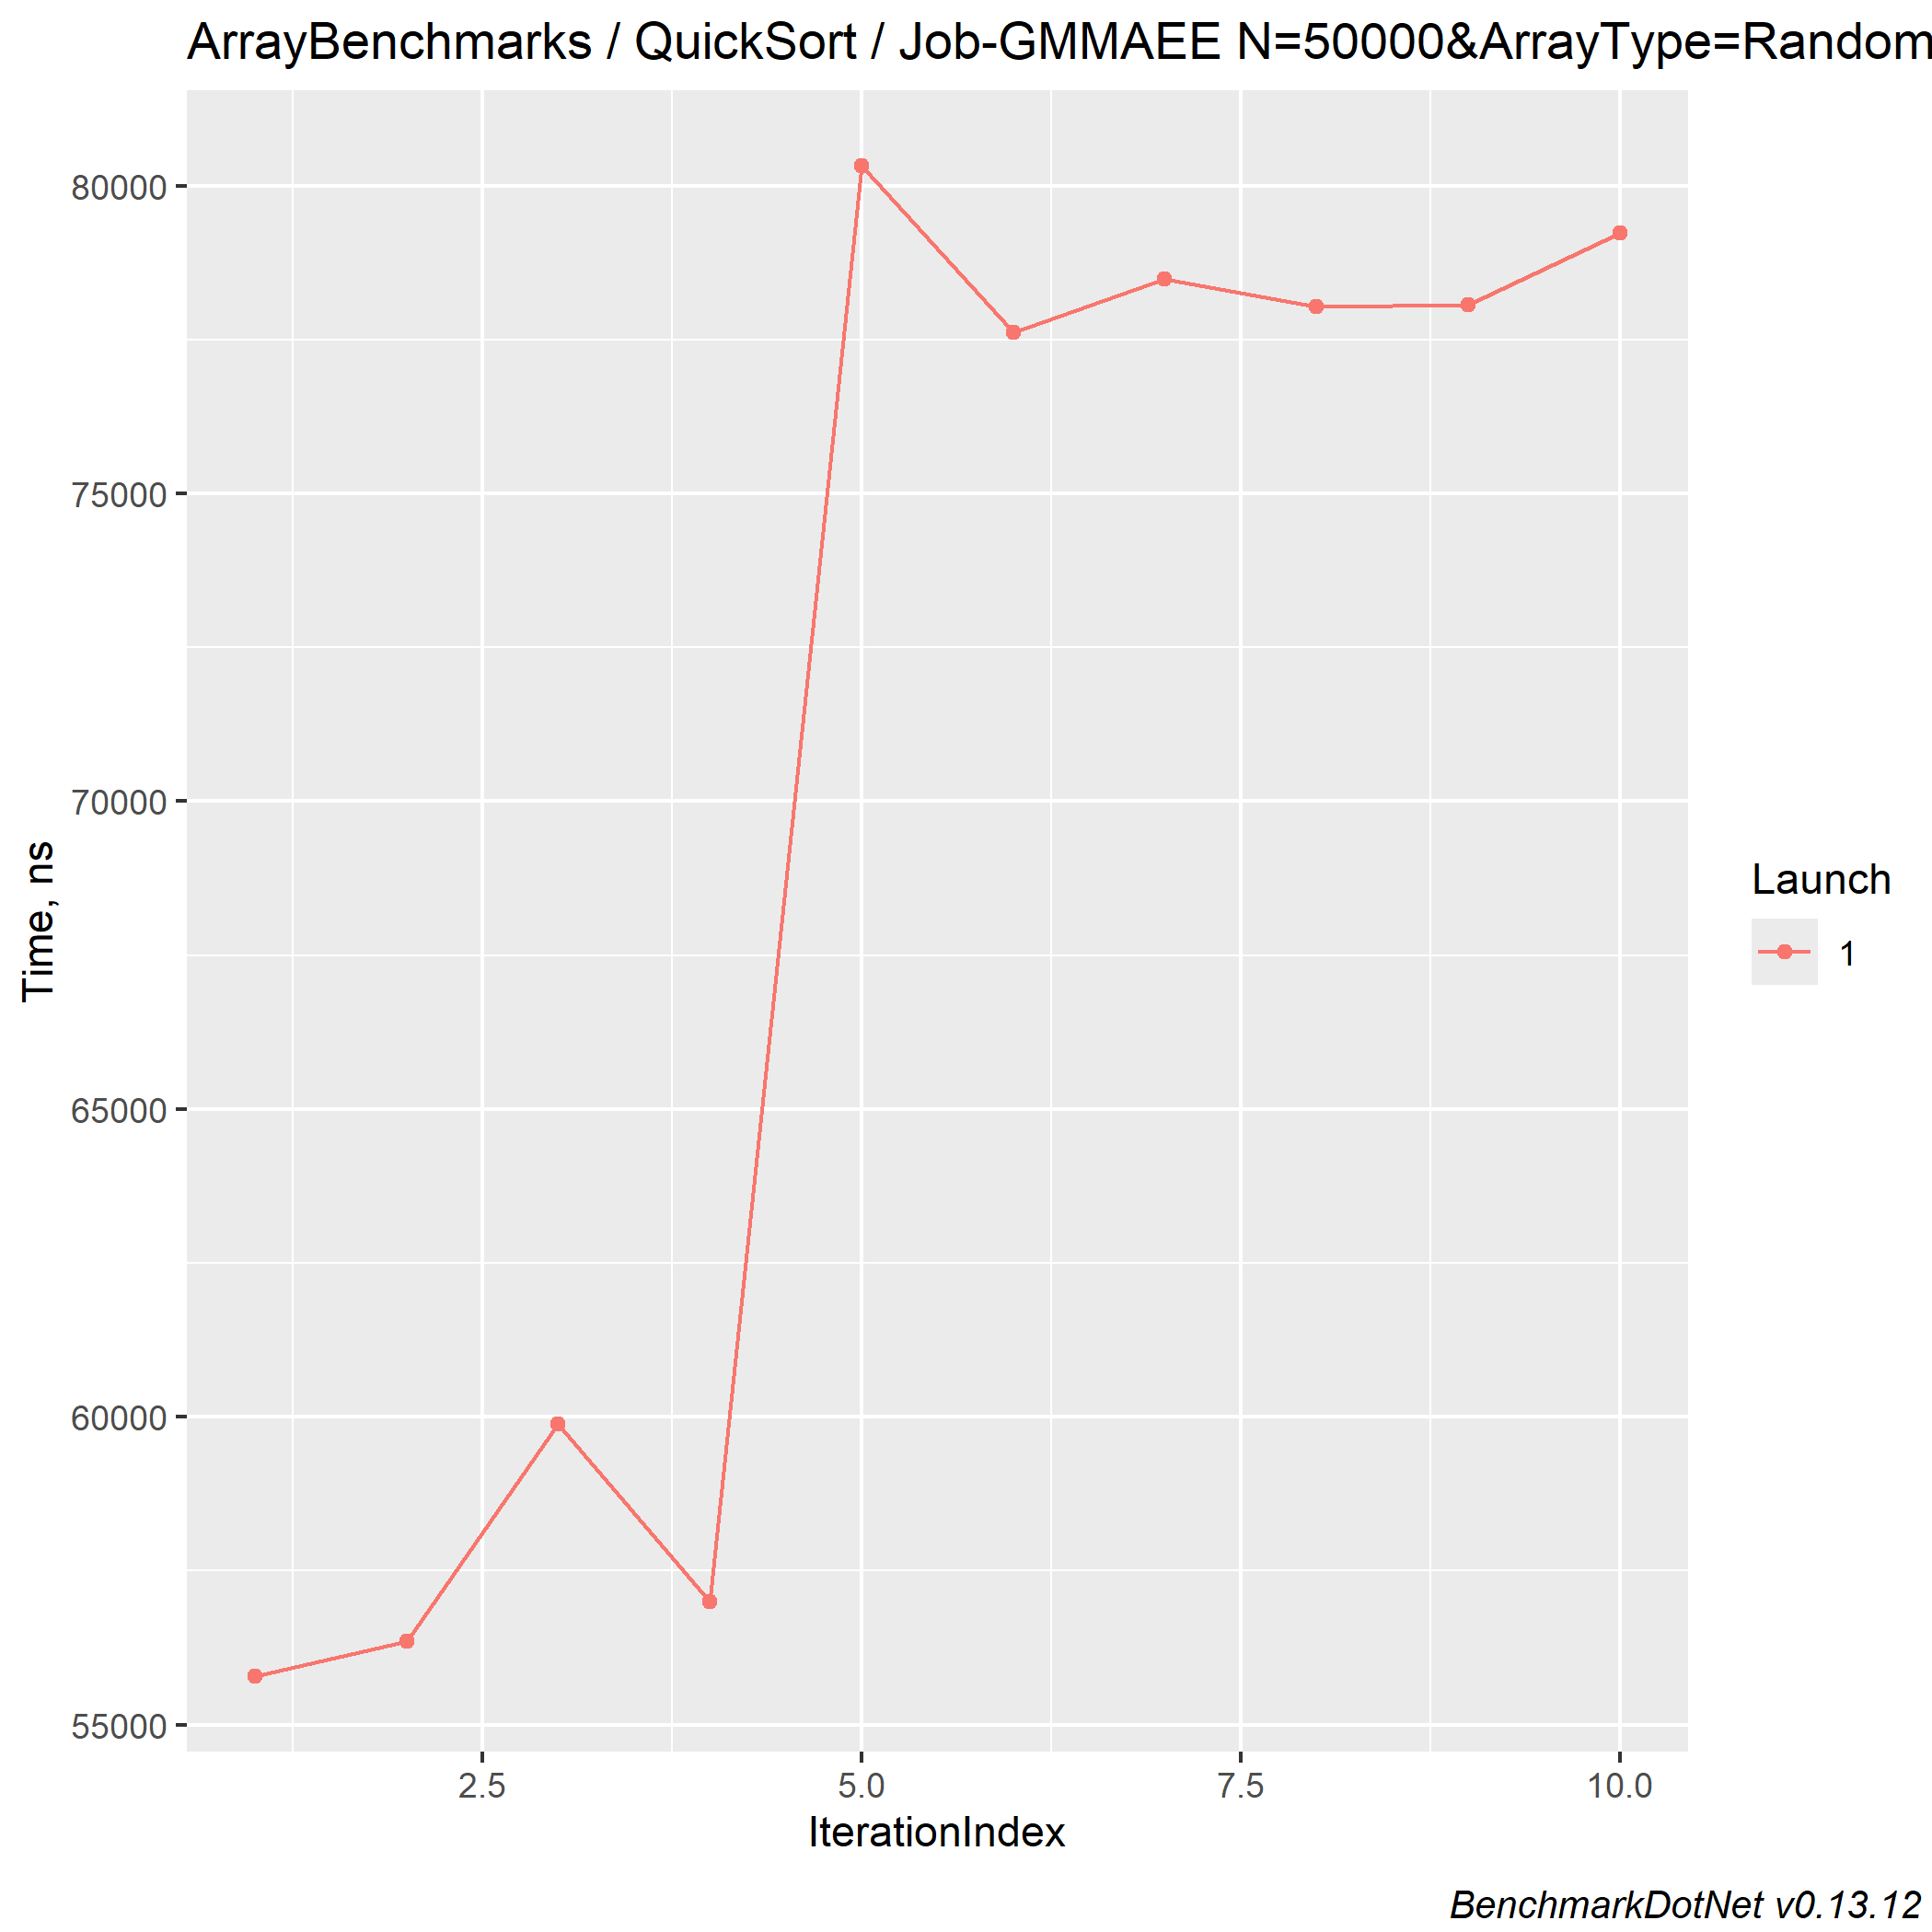 ArrayBenchmarks / QuickSort / Job-GMMAEE N=50000&ArrayType=Random
80000
75000
70000
65000
60000
55000
Time, ns
2.5 5.0 7.5 10.0
IterationIndex
Launch
1
BenchmarkDotNet v0.13.12